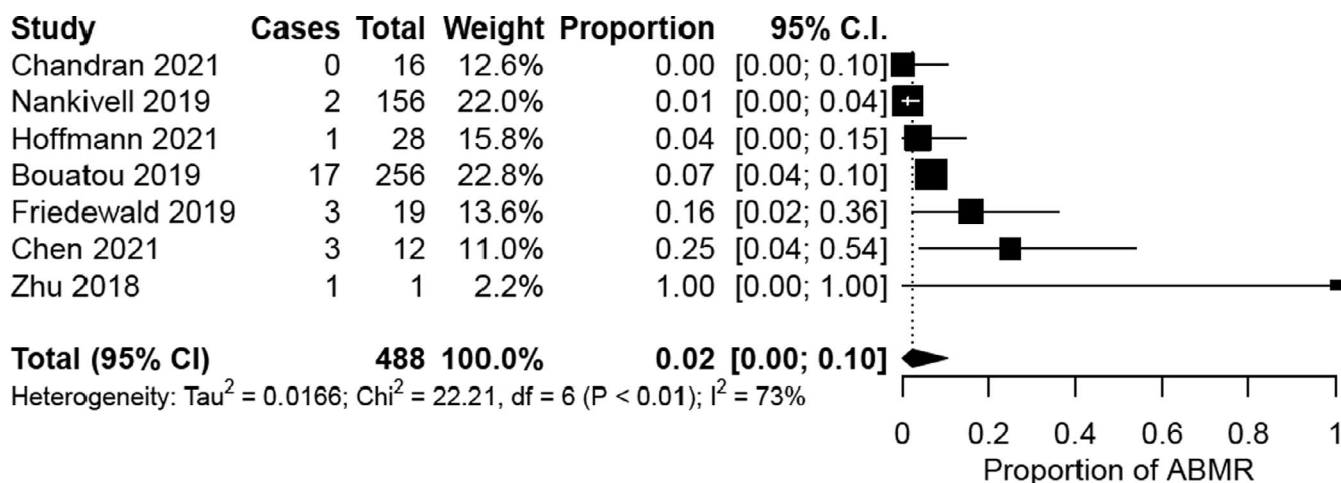 Study Cases Total Weight Proportion 95% C.I.
Chandran 2021 0 16 12.6% 0.00 [0.00; 0.10]
Nankivell 2019 2 156 22.0% 0.01 [0.00; 0.04]
Hoffmann 2021 1 28 15.8% 0.04 [0.00; 0.15]
Bouatou 2019 17 256 22.8% 0.07 [0.04; 0.10]
Friedewald 2019 3 19 13.6% 0.16 [0.02; 0.36]
Chen 2021 3 12 11.0% 0.25 [0.04; 0.54]
Zhu 2018 1 1 2.2% 1.00 [0.00; 1.00]
Total (95% CI) 488 100.0% 0.02 [0.00; 0.10]
Heterogeneity: Tau² = 0.0166; Chi² = 22.21, df = 6 (P < 0.01); I² = 73%
0 0.2 0.4 0.6 0.8 1
Proportion of ABMR